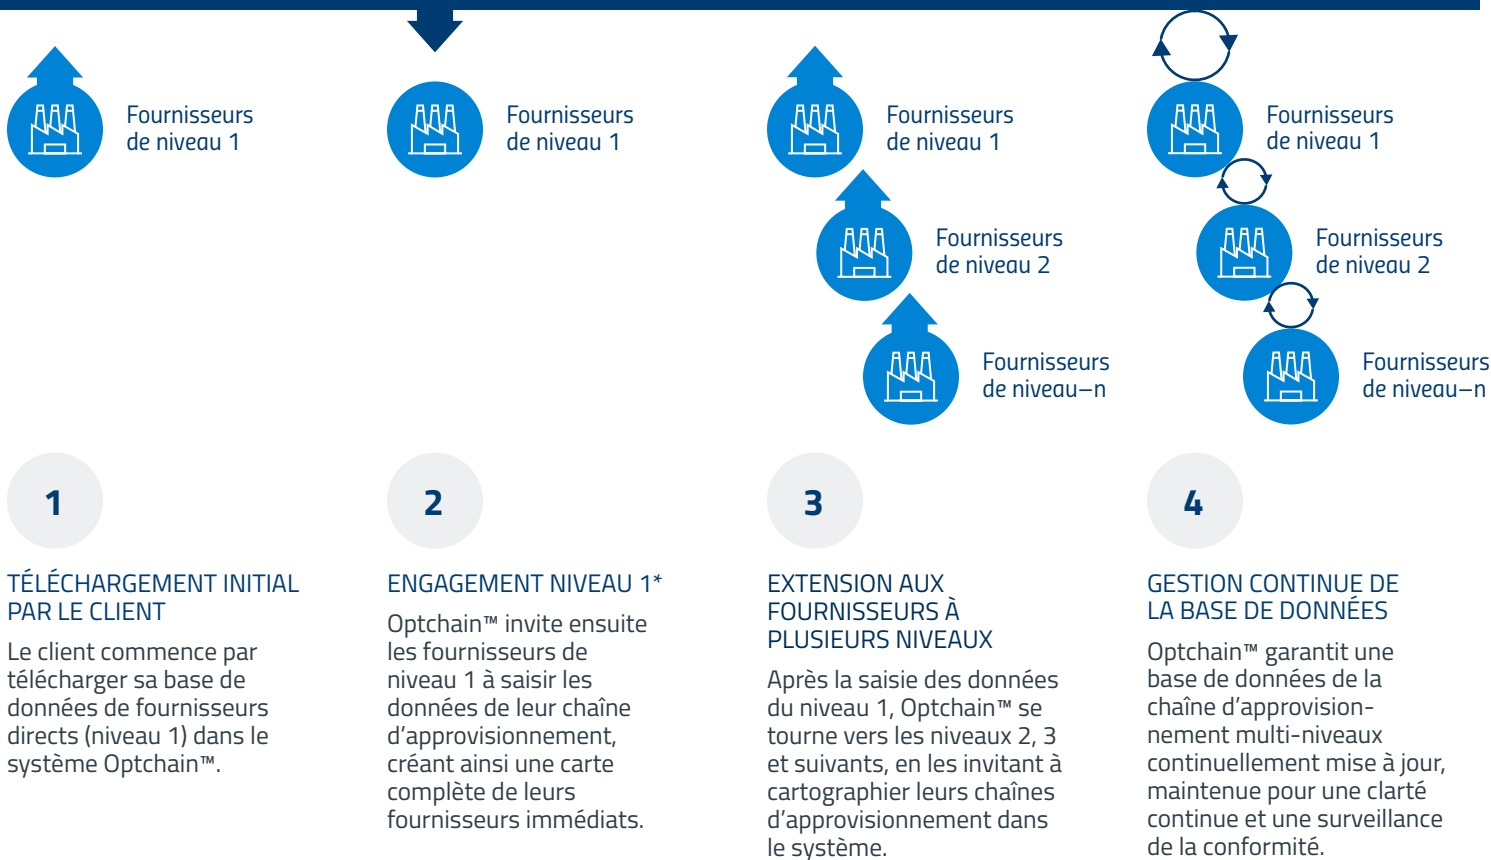 Fournisseurs
de niveau 1
Fournisseurs
de niveau 1
Fournisseurs
de niveau 1
Fournisseurs
de niveau 2
Fournisseurs
de niveau–n
Fournisseurs
de niveau 1
Fournisseurs
de niveau 2
Fournisseurs
de niveau–n
1
TÉLÉCHARGEMENT INITIAL
PAR LE CLIENT
Le client commence par
télécharger sa base de
données de fournisseurs
directs (niveau 1) dans le
système Optchain™.
2
ENGAGEMENT NIVEAU 1*
Optchain™ invite ensuite
les fournisseurs de
niveau 1 à saisir les
données de leur chaîne
d’approvisionnement,
créant ainsi une carte
complète de leurs
fournisseurs immédiats.
3
EXTENSION AUX
FOURNISSEURS À
PLUSIEURS NIVEAUX
Après la saisie des données
du niveau 1, Optchain™ se
tourne vers les niveaux 2, 3
et suivants, en les invitant à
cartographier leurs chaînes
d’approvisionnement dans
le système.
4
GESTION CONTINUE DE
LA BASE DE DONNÉES
Optchain™ garantit une
base de données de la
chaîne d’approvision-
nement multi-niveaux
continuellement mise à jour,
maintenue pour une clarté
continue et une surveillance
de la conformité.